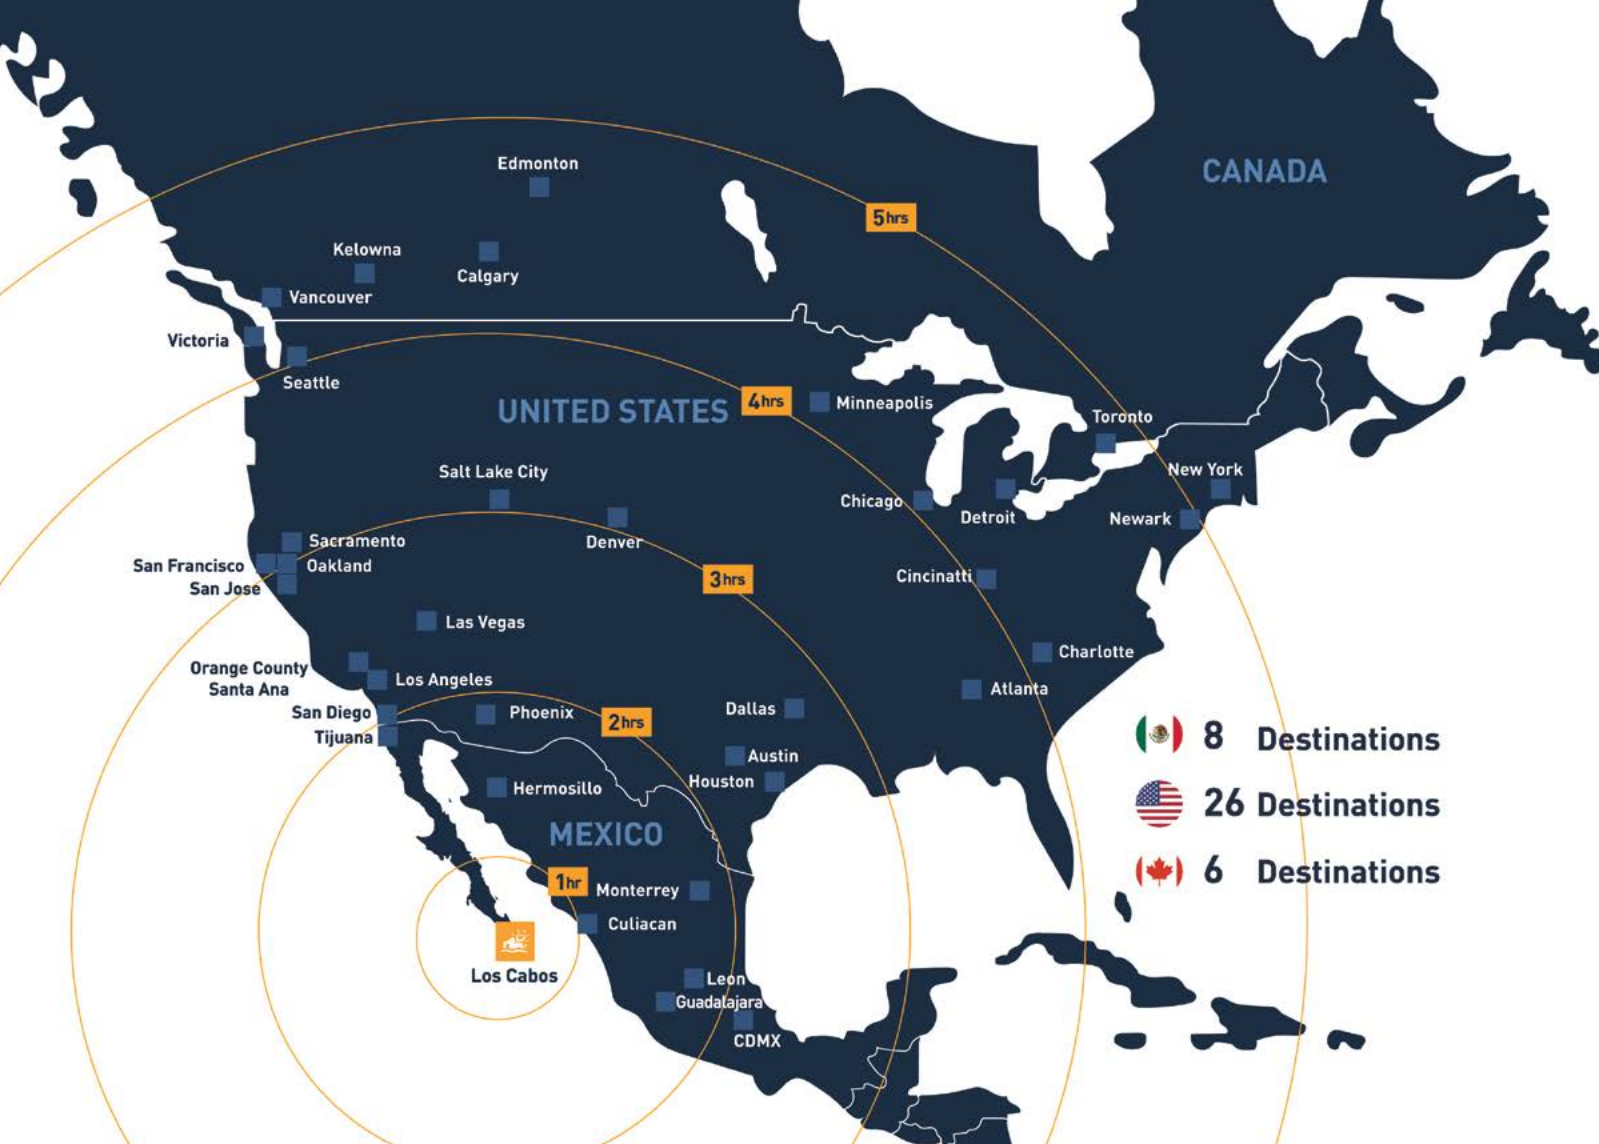 Edmonton
CANADA
5hrs
Kelowna
Calgary
Vancouver
Victoria
Seattle
UNITED STATES
4hrs
Minneapolis
Toronto
Salt Lake City
New York
Chicago
Detroit
Newark
Sacramento
Denver
San Francisco
Oakland
San Jose
3hrs
Cincinatti
Las Vegas
Charlotte
Orange County
Santa Ana
Los Angeles
Atlanta
San Diego
Phoenix
2hrs
Dallas
Tijuana
8 Destinations
Austin
Houston
Hermosillo
26 Destinations
MEXICO
6 Destinations
1hr
Monterrey
Culiacan
Los Cabos
Leon
Guadalajara
CDMX